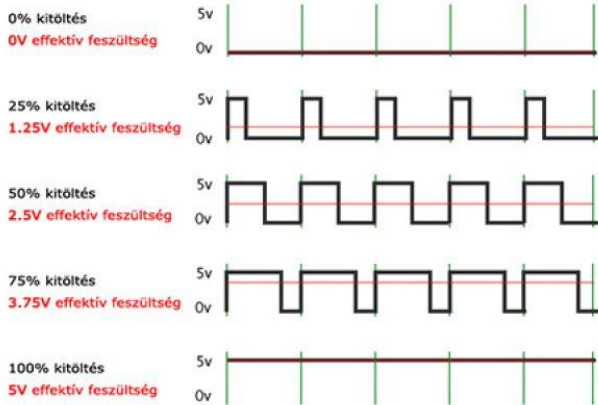 0% kitöltés
0V effektív feszültség
5v
0v
25% kitöltés
1.25V effektív feszültség
5v
0v
50% kitöltés
2.5V effektív feszültség
5v
0v
75% kitöltés
3.75V effektív feszültség
5v
0v
100% kitöltés
5V effektív feszültség
5v
0v